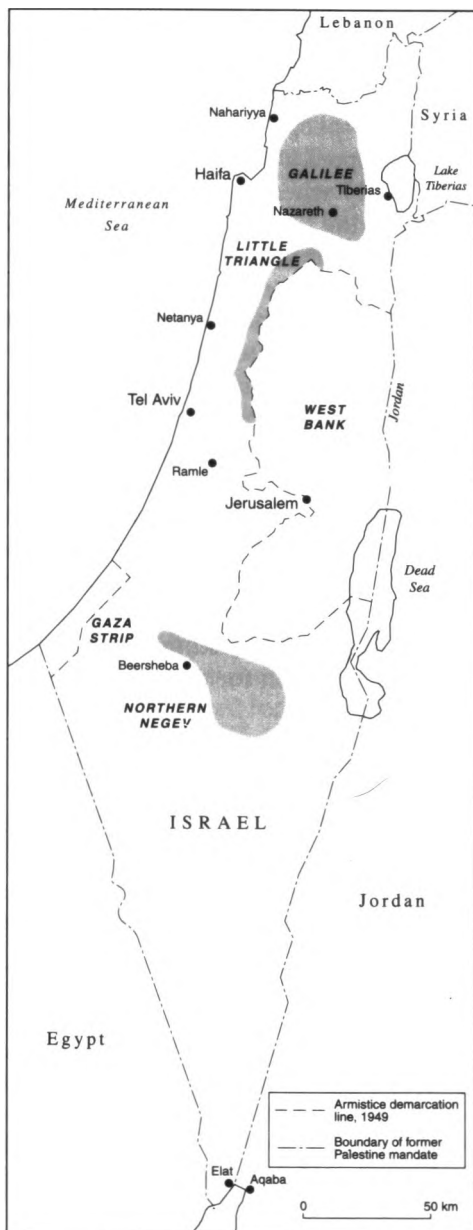 Lebanon
Nahariyya
Syria
Haifa
GALILEE
Lake
Tiberias
Tiberias
Mediterranean
Sea
Nazareth
LITTLE
TRIANGLE
Netanya
Tel Aviv
WEST
BANK
Jordan
Ramle
Jerusalem
Dead
Sea
GAZA
STRIP
Beersheba
NORTHERN
NEGEV
ISRAEL
Jordan
Egypt
Armistice demarcation
line, 1949
Boundary of former
Palestine mandate
Elat
Aqaba
0 50 km